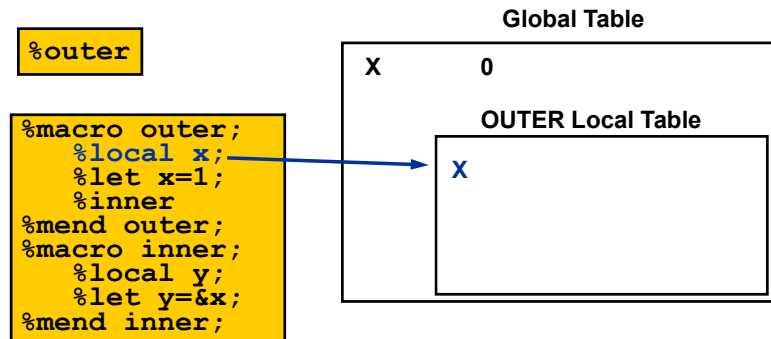 %outer
%macro outer;
%local x;
%let x=1;
%inner
%mend outer;
%macro inner;
%local y;
%let y=&x;
%mend inner;
Global Table
X 0
OUTER Local Table
X